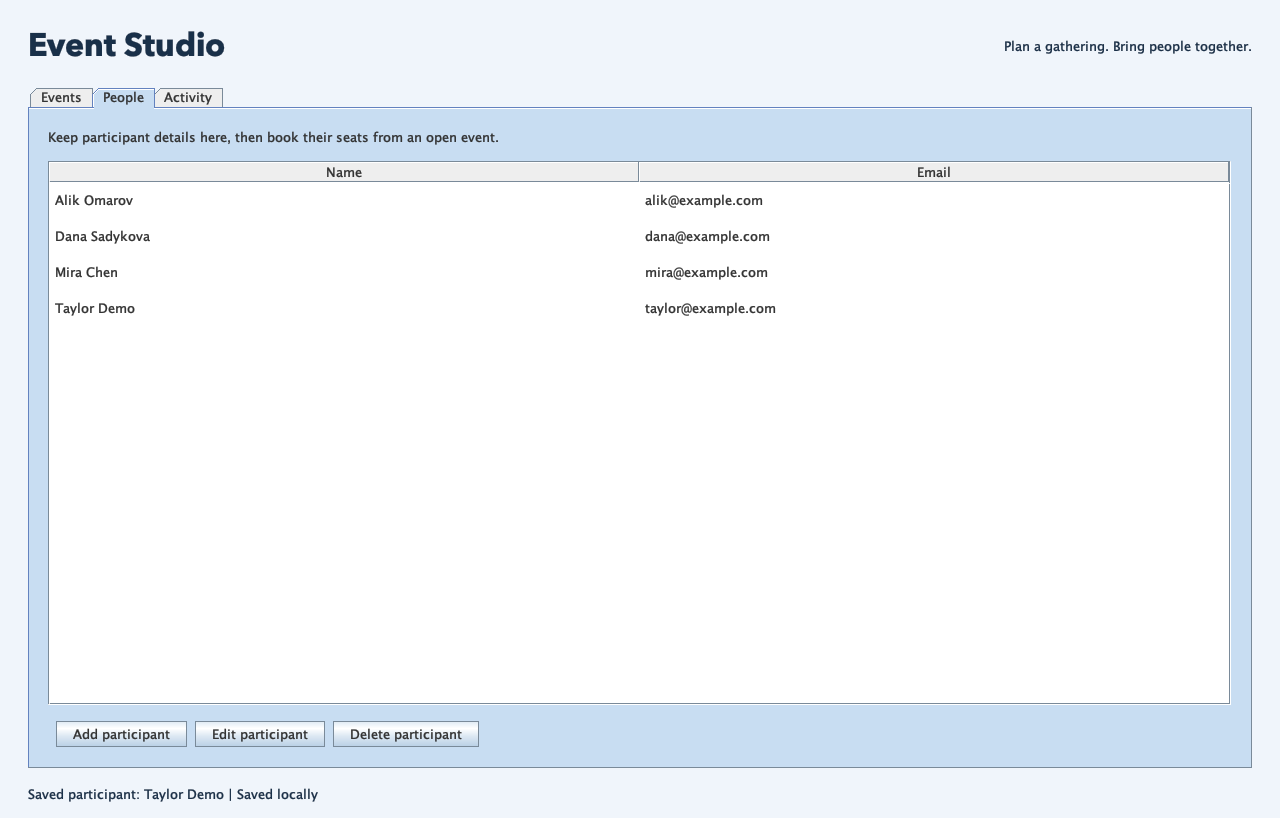 Event Studio
Plan a gathering. Bring people together.
Events People Activity
Keep participant details here, then book their seats from an open event.
Name Email
Alik Omarov alik@example.com
Dana Sadykova dana@example.com
Mira Chen mira@example.com
Taylor Demo taylor@example.com
Add participant Edit participant Delete participant
Saved participant: Taylor Demo | Saved locally